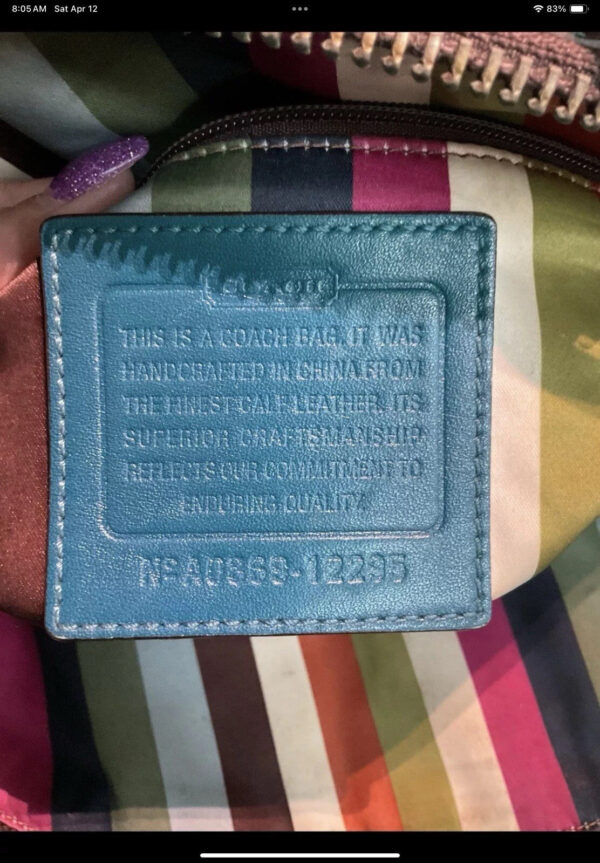 8:05 AM Sat Apr 12
83%
COACH
THIS IS A COACH BAG. IT WAS
HANDCRAFTED IN CHINA FROM
THE FINEST CALF LEATHER, ITS
SUPERIOR CRAFTSMANSHIP
REFLECTS OUR COMMITMENT TO
ENDURING QUALITY.